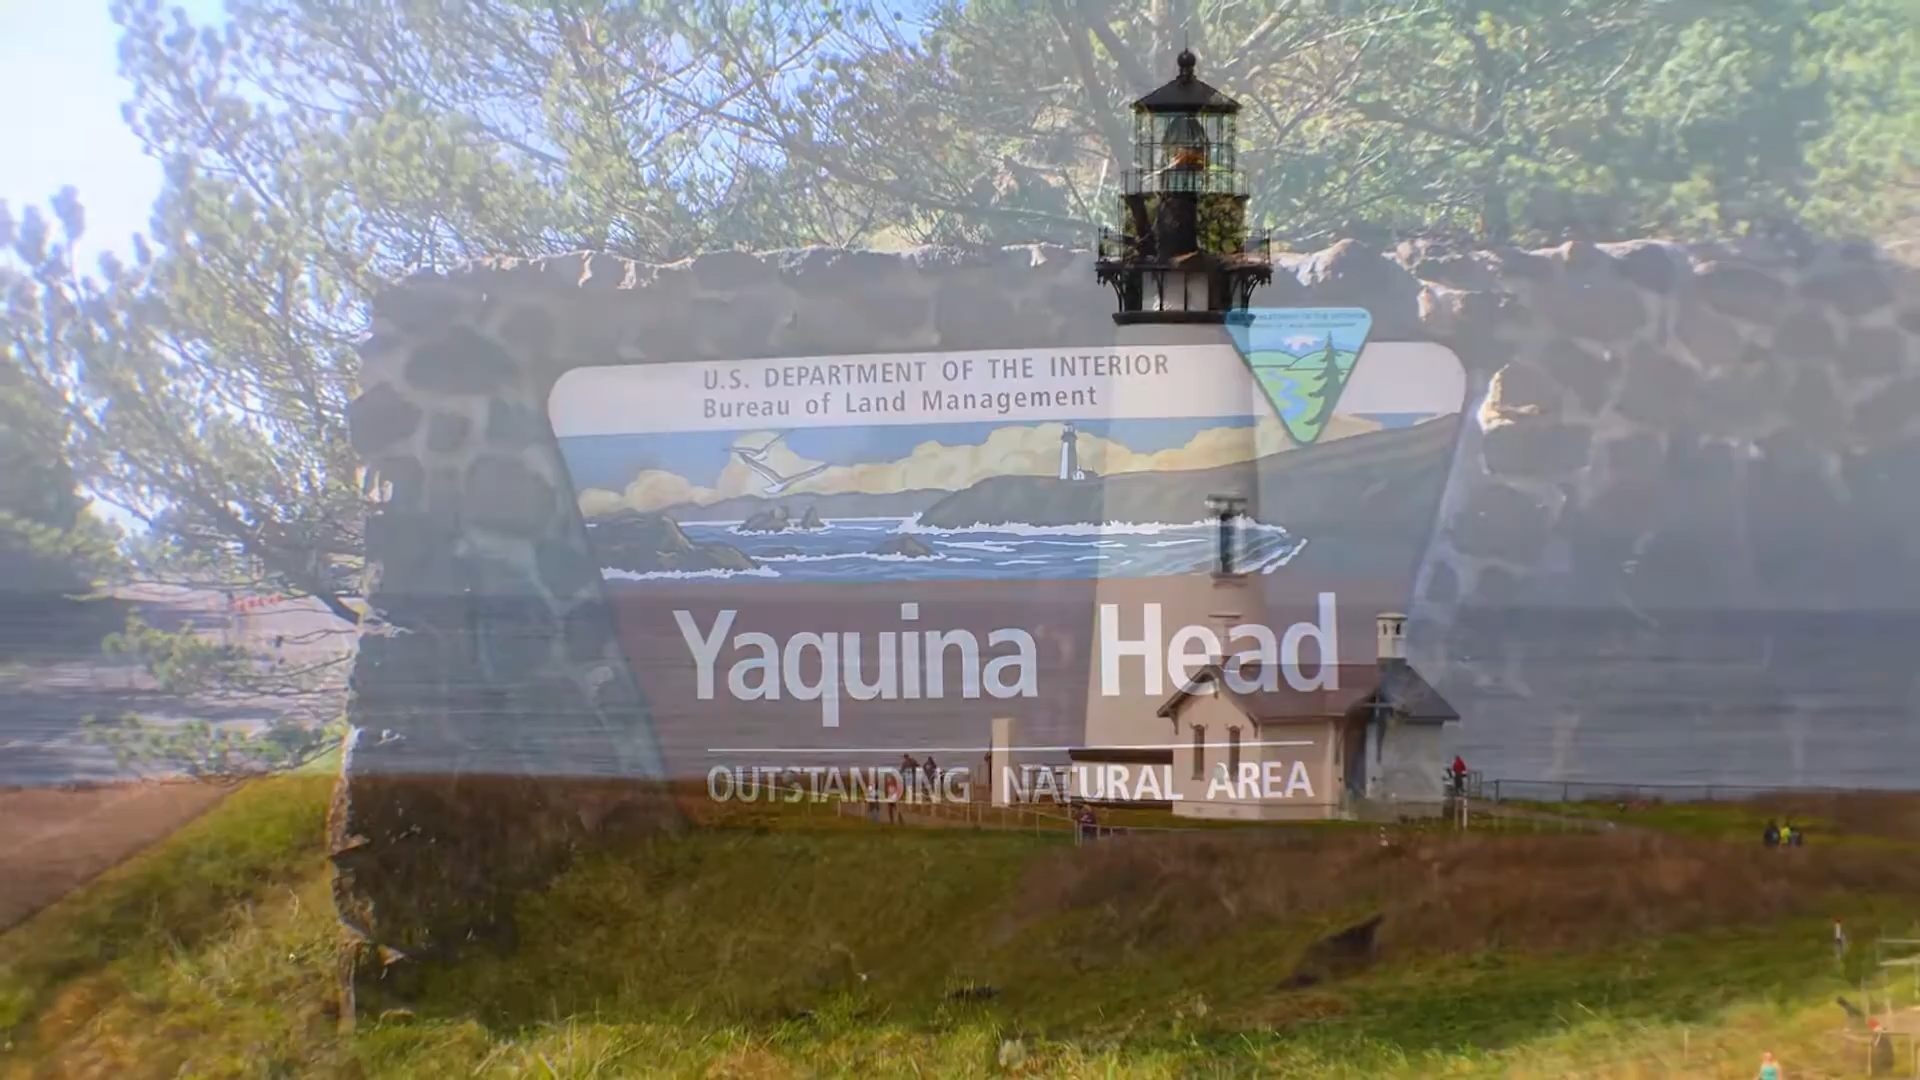 U.S. DEPARTMENT OF THE INTERIOR
Bureau of Land Management
Yaquina Head
OUTSTANDING NATURAL AREA